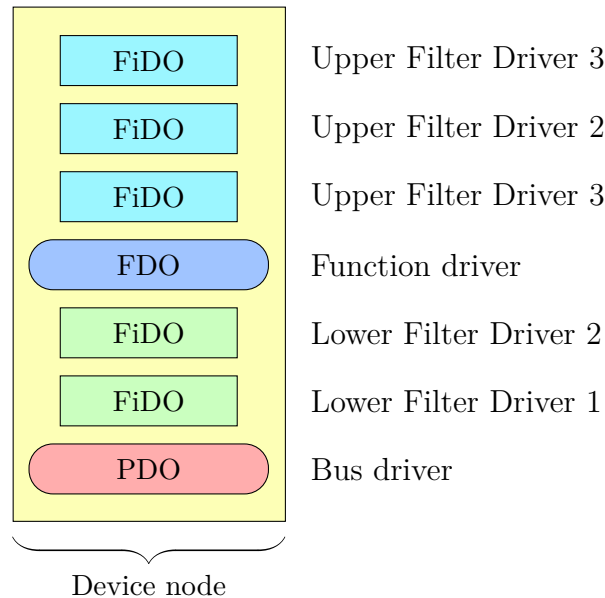 FiDO Upper Filter Driver 3
FiDO Upper Filter Driver 2
FiDO Upper Filter Driver 3
FDO Function driver
FiDO Lower Filter Driver 2
FiDO Lower Filter Driver 1
PDO Bus driver
Device node